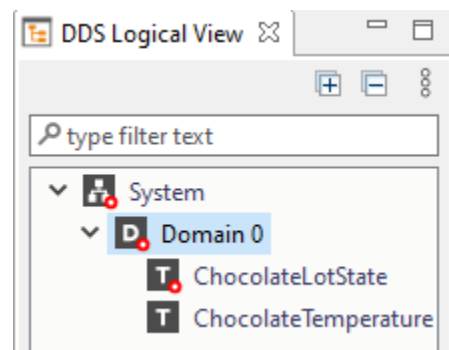 DDS Logical View
type filter text
System
D Domain 0
T ChocolateLotState
T ChocolateTemperature